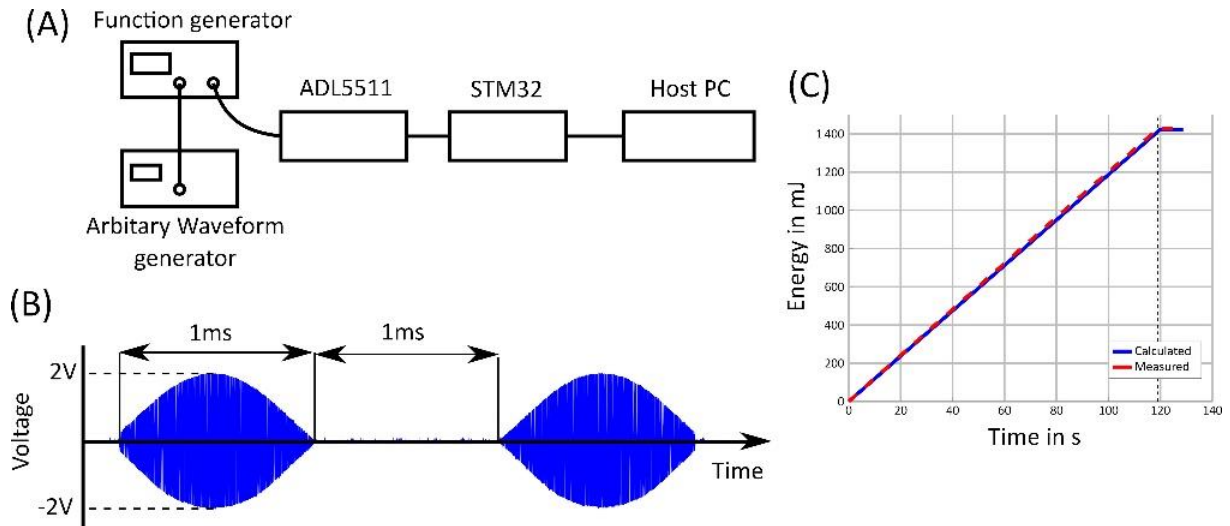 (A)
Function generator
ADL5511
STM32
Host PC
Arbitary Waveform
generator
(B)
1ms
1ms
2V
-2V
Voltage
Time
(C)
Energy in mJ
1400
1200
1000
800
600
400
200
0
0 20 40 60 80 100 120 140
Time in s
Calculated
Measured